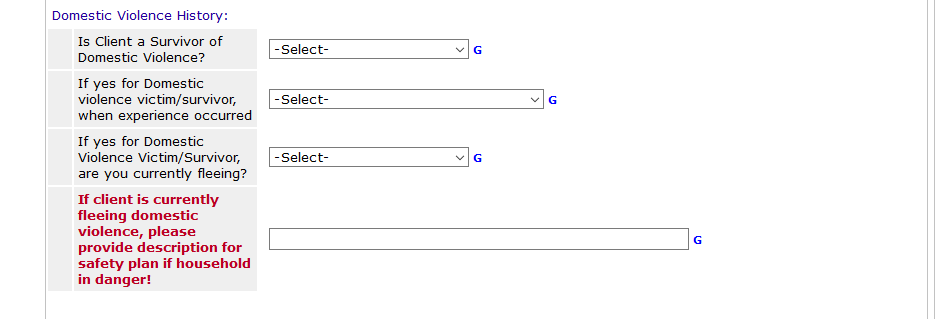 Domestic Violence History:
Is Client a Survivor of
Domestic Violence?
-Select-
G
If yes for Domestic
violence victim/survivor,
when experience occurred
-Select-
G
If yes for Domestic
Violence Victim/Survivor,
are you currently fleeing?
-Select-
G
If client is currently
fleeing domestic
violence, please
provide description for
safety plan if household
in danger!
G